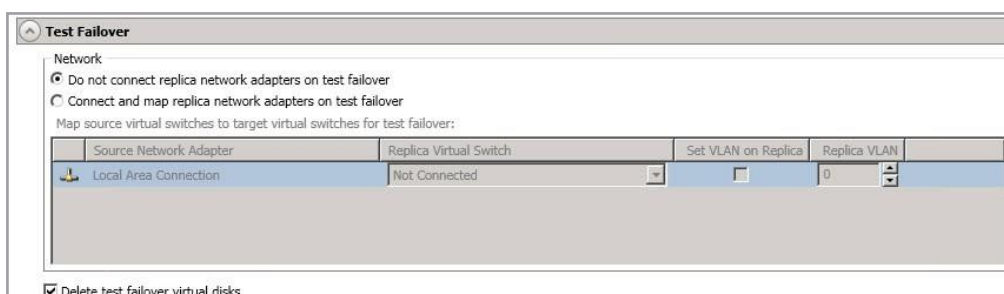 Test Failover
Network
Do not connect replica network adapters on test failover
Connect and map replica network adapters on test failover
Map source virtual switches to target virtual switches for test failover:
Source Network Adapter Replica Virtual Switch Set VLAN on Replica Replica VLAN
Local Area Connection Not Connected 0
Delete test failover virtual disks